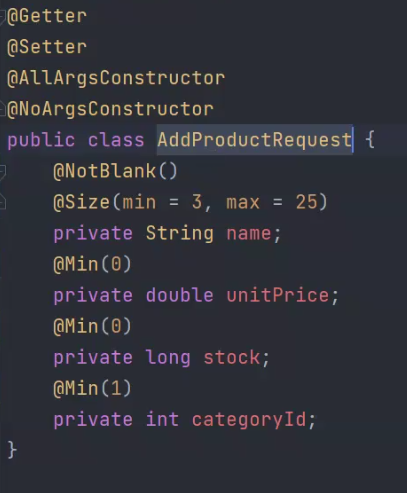 @Getter
@Setter
@AllArgsConstructor
@NoArgsConstructor
public class AddProductRequest {
    @NotBlank()
    @Size(min = 3, max = 25)
    private String name;
    @Min(0)
    private double unitPrice;
    @Min(0)
    private long stock;
    @Min(1)
    private int categoryId;
}